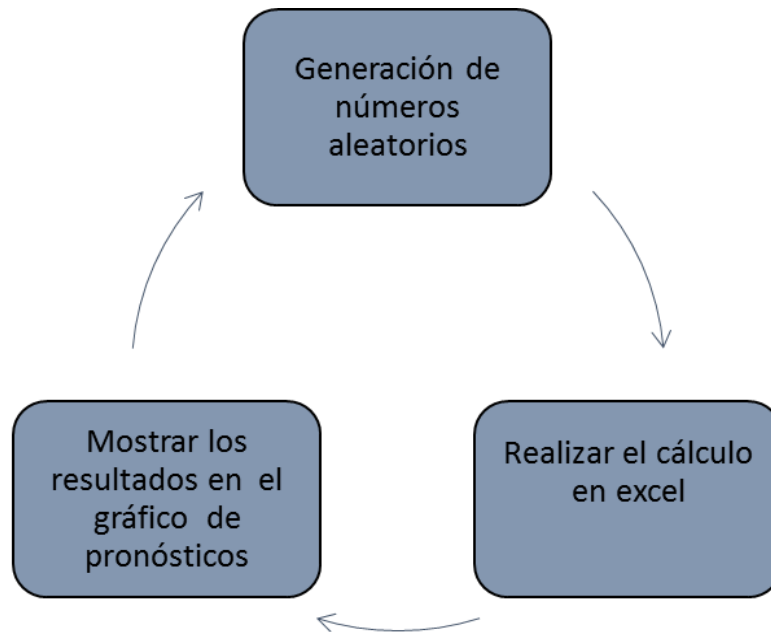 Generación de
números
aleatorios
Realizar el cálculo
en excel
Mostrar los
resultados en el
gráfico de
pronósticos